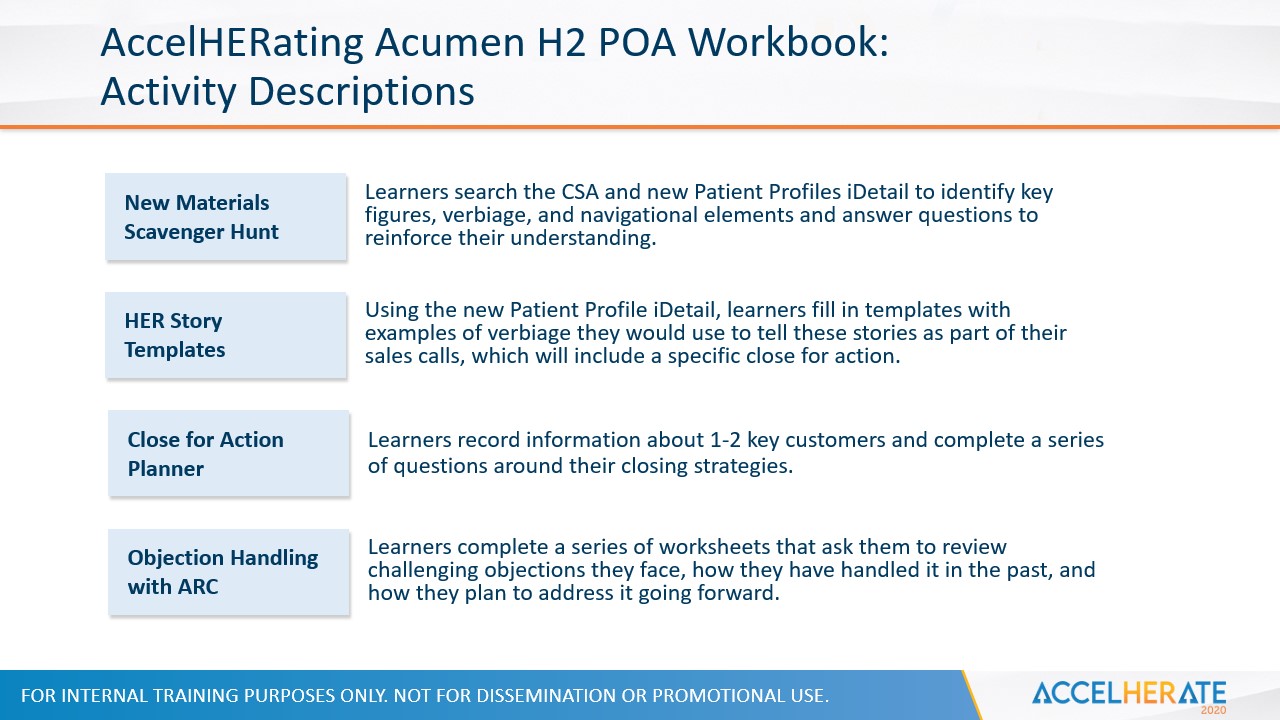 AccelHERating Acumen H2 POA Workbook:
Activity Descriptions
New Materials
Scavenger Hunt
Learners search the CSA and new Patient Profiles iDetail to identify key
figures, verbiage, and navigational elements and answer questions to
reinforce their understanding.
HER Story
Templates
Using the new Patient Profile iDetail, learners fill in templates with
examples of verbiage they would use to tell these stories as part of their
sales calls, which will include a specific close for action.
Close for Action
Planner
Learners record information about 1-2 key customers and complete a series
of questions around their closing strategies.
Objection Handling
with ARC
Learners complete a series of worksheets that ask them to review
challenging objections they face, how they have handled it in the past, and
how they plan to address it going forward.
FOR INTERNAL TRAINING PURPOSES ONLY. NOT FOR DISSEMINATION OR PROMOTIONAL USE.
ACCELHERATE
2020